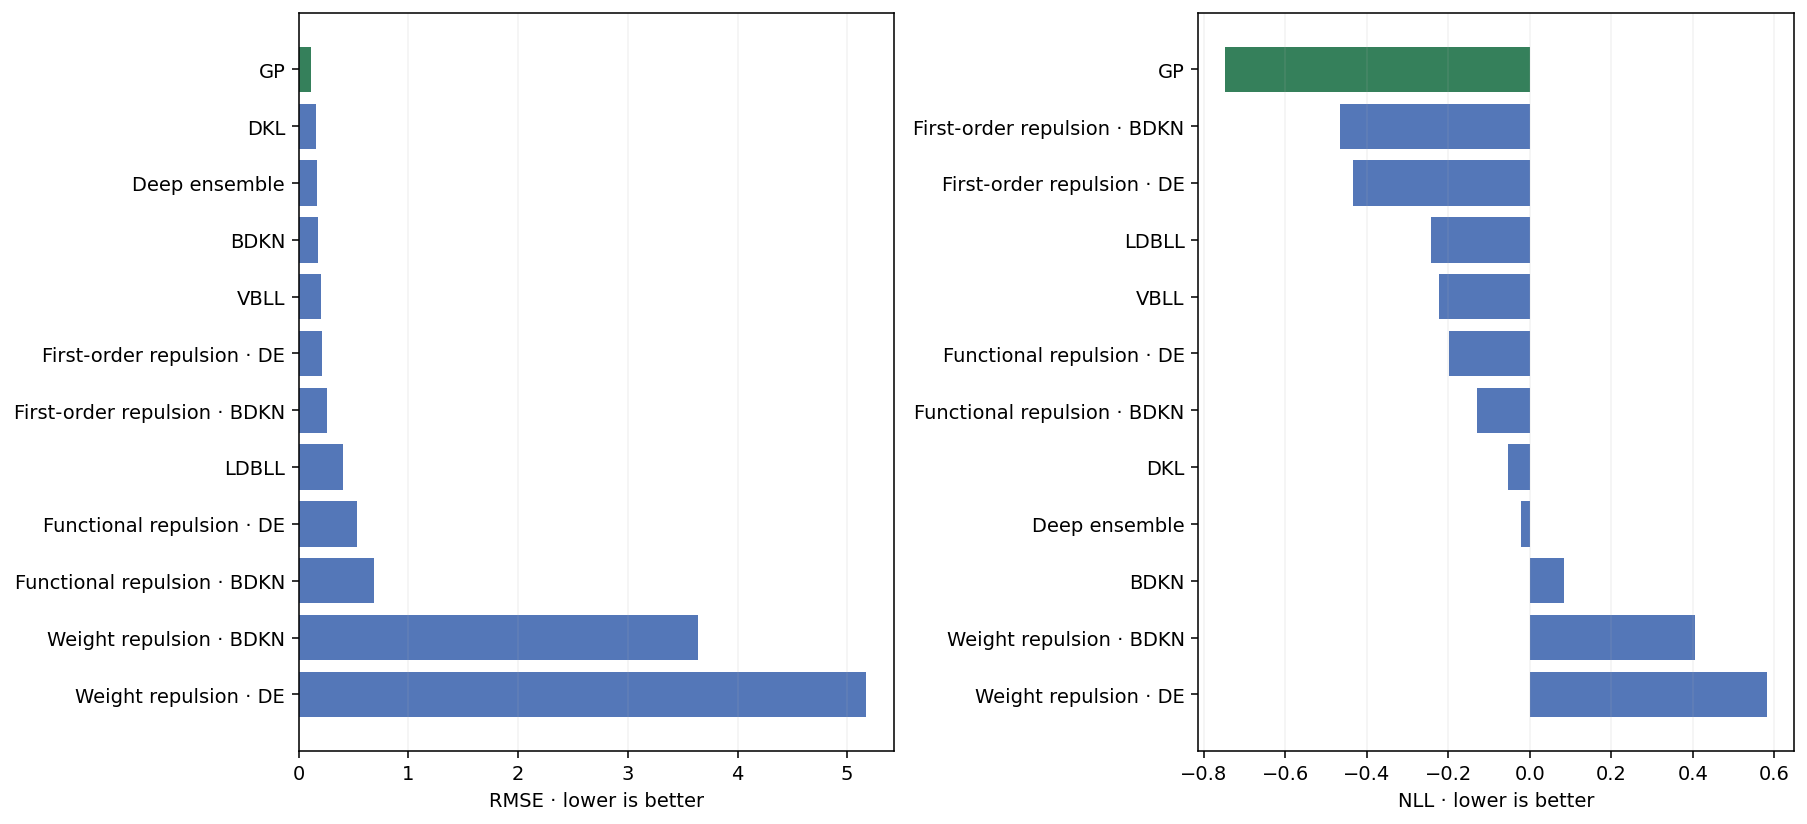 GP
DKL
Deep ensemble
BDKN
VBLL
First-order repulsion · DE
First-order repulsion · BDKN
LDBLL
Functional repulsion · DE
Functional repulsion · BDKN
Weight repulsion · BDKN
Weight repulsion · DE
0 1 2 3 4 5
RMSE · lower is better
GP
First-order repulsion · BDKN
First-order repulsion · DE
LDBLL
VBLL
Functional repulsion · DE
Functional repulsion · BDKN
DKL
Deep ensemble
BDKN
Weight repulsion · BDKN
Weight repulsion · DE
−0.8 −0.6 −0.4 −0.2 0.0 0.2 0.4 0.6
NLL · lower is better